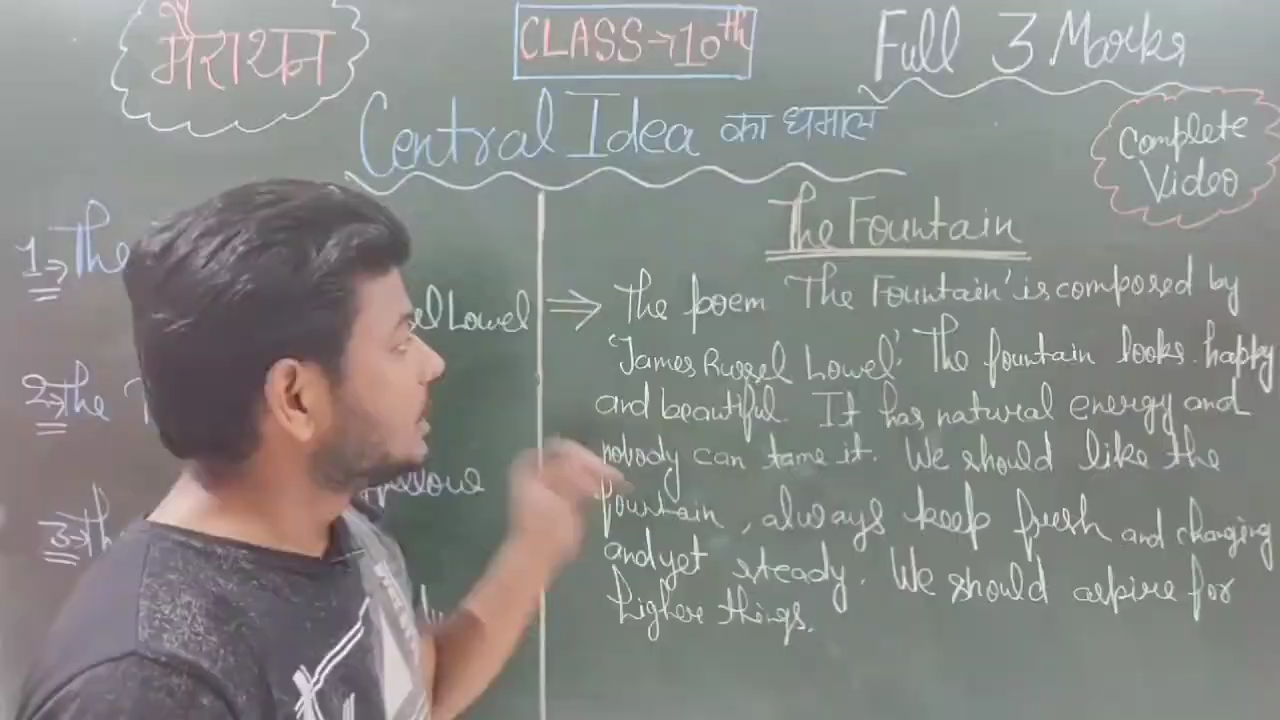 मैराथन
CLASS→10th
Full 3 Marks
Central Idea का धमाल
Complete
Video
1→ The
el Lowel
2→ The
3→ Th
The Fountain
⇒ The poem 'The Fountain' is composed by
'James Russel Lowel'. The fountain looks happy
and beautiful. It has natural energy and
nobody can tame it. We should like the
fountain, always keep fresh and changing
and yet steady. We should aspire for
higher things.